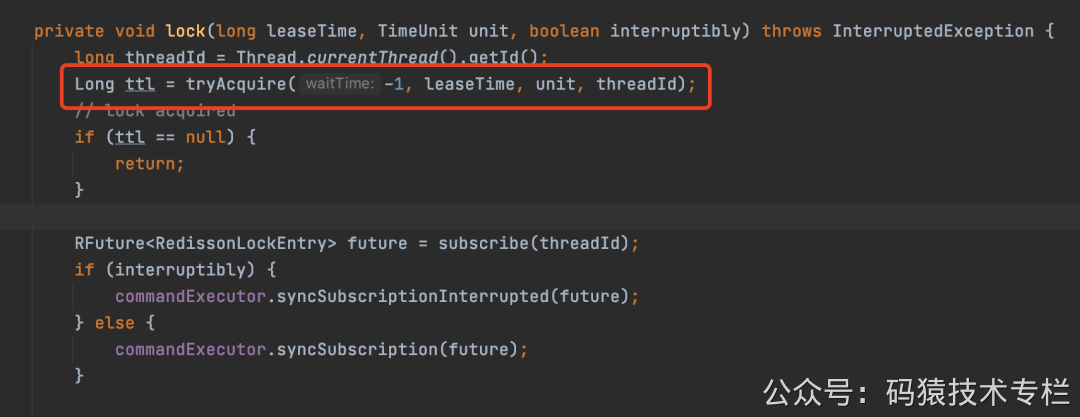 private void lock(long leaseTime, TimeUnit unit, boolean interruptibly) throws InterruptedException {
    long threadId = Thread.currentThread().getId();
    Long ttl = tryAcquire( waitTime: -1, leaseTime, unit, threadId);
    // lock acquired
    if (ttl == null) {
        return;
    }
    RFuture<RedissonLockEntry> future = subscribe(threadId);
    if (interruptibly) {
        commandExecutor.syncSubscriptionInterrupted(future);
    } else {
        commandExecutor.syncSubscription(future);
    }
公众号：码猿技术专栏